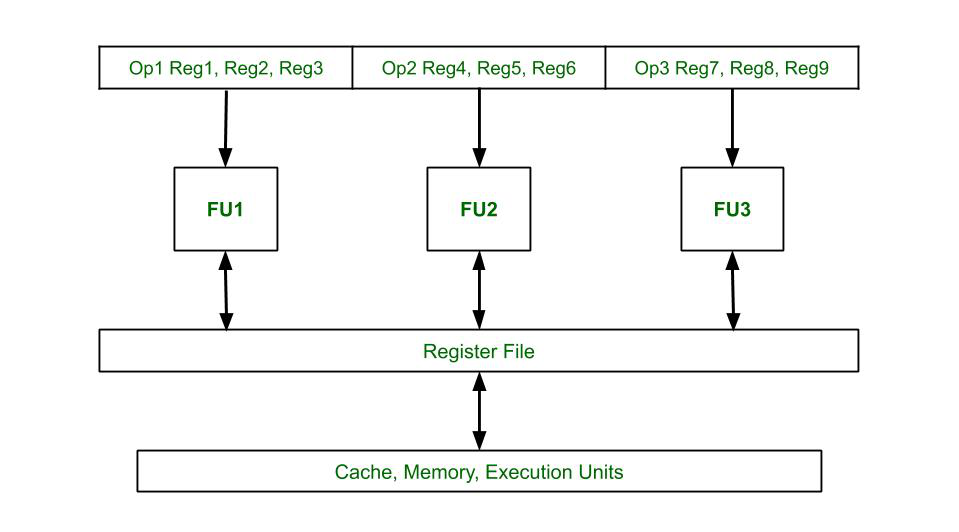 Op1 Reg1, Reg2, Reg3
Op2 Reg4, Reg5, Reg6
Op3 Reg7, Reg8, Reg9
FU1
FU2
FU3
Register File
Cache, Memory, Execution Units